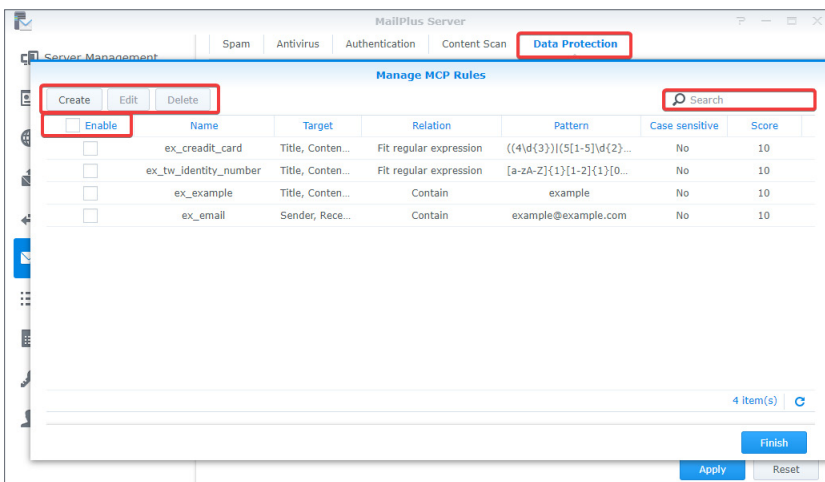 MailPlus Server
Spam Antivirus Authentication Content Scan Data Protection
Server Management
Manage MCP Rules
Create Edit Delete Search
Enable Name Target Relation Pattern Case sensitive Score
ex_creadit_card Title, Conten... Fit regular expression ((4\d{3})|(5[1-5]\d{2}... No 10
ex_tw_identity_number Title, Conten... Fit regular expression [a-zA-Z]{1}[1-2]{1}[0... No 10
ex_example Title, Conten... Contain example No 10
ex_email Sender, Rece... Contain example@example.com No 10
4 item(s)
Finish
Apply Reset